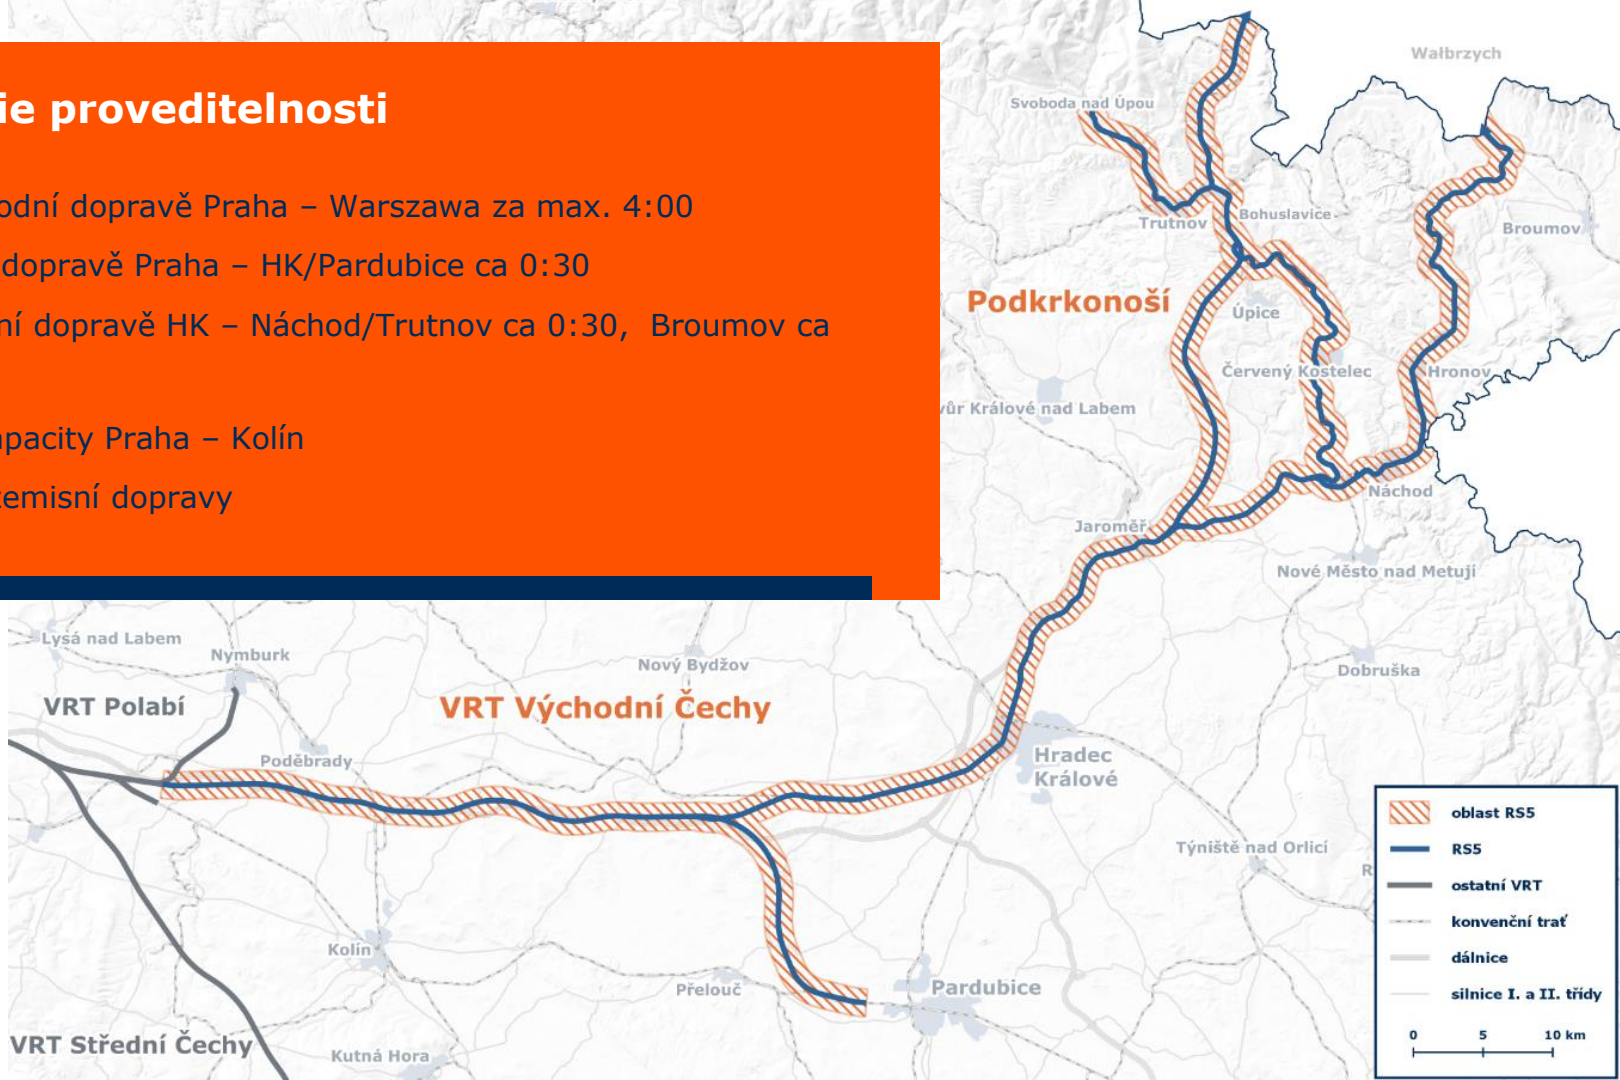 ie proveditelnosti
odní dopravě Praha – Warszawa za max. 4:00
dopravě Praha – HK/Pardubice ca 0:30
ní dopravě HK – Náchod/Trutnov ca 0:30, Broumov ca
apacity Praha – Kolín
zemisní dopravy
Wałbrzych
Svoboda nad Úpou
Trutnov
Bohuslavice
Broumov
Podkrkonoší
Úpice
Červený Kostelec
Hronov
vůr Králové nad Labem
Náchod
Jaroměř
Nové Město nad Metují
Lysá nad Labem
Nymburk
Nový Bydžov
Dobruška
VRT Polabí
VRT Východní Čechy
Poděbrady
Hradec
Králové
Týniště nad Orlicí
R
Kolín
Přelouč
Pardubice
VRT Střední Čechy
Kutná Hora
oblast RS5
RS5
ostatní VRT
konvenční trať
dálnice
silnice I. a II. třídy
0 5 10 km